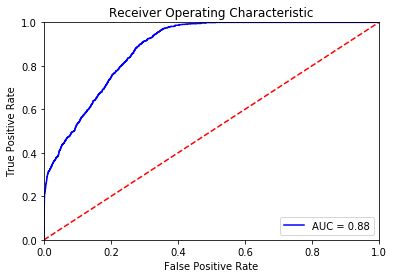 Receiver Operating Characteristic
True Positive Rate
1.0
0.8
0.6
0.4
0.2
0.0
AUC = 0.88
0.0 0.2 0.4 0.6 0.8 1.0
False Positive Rate